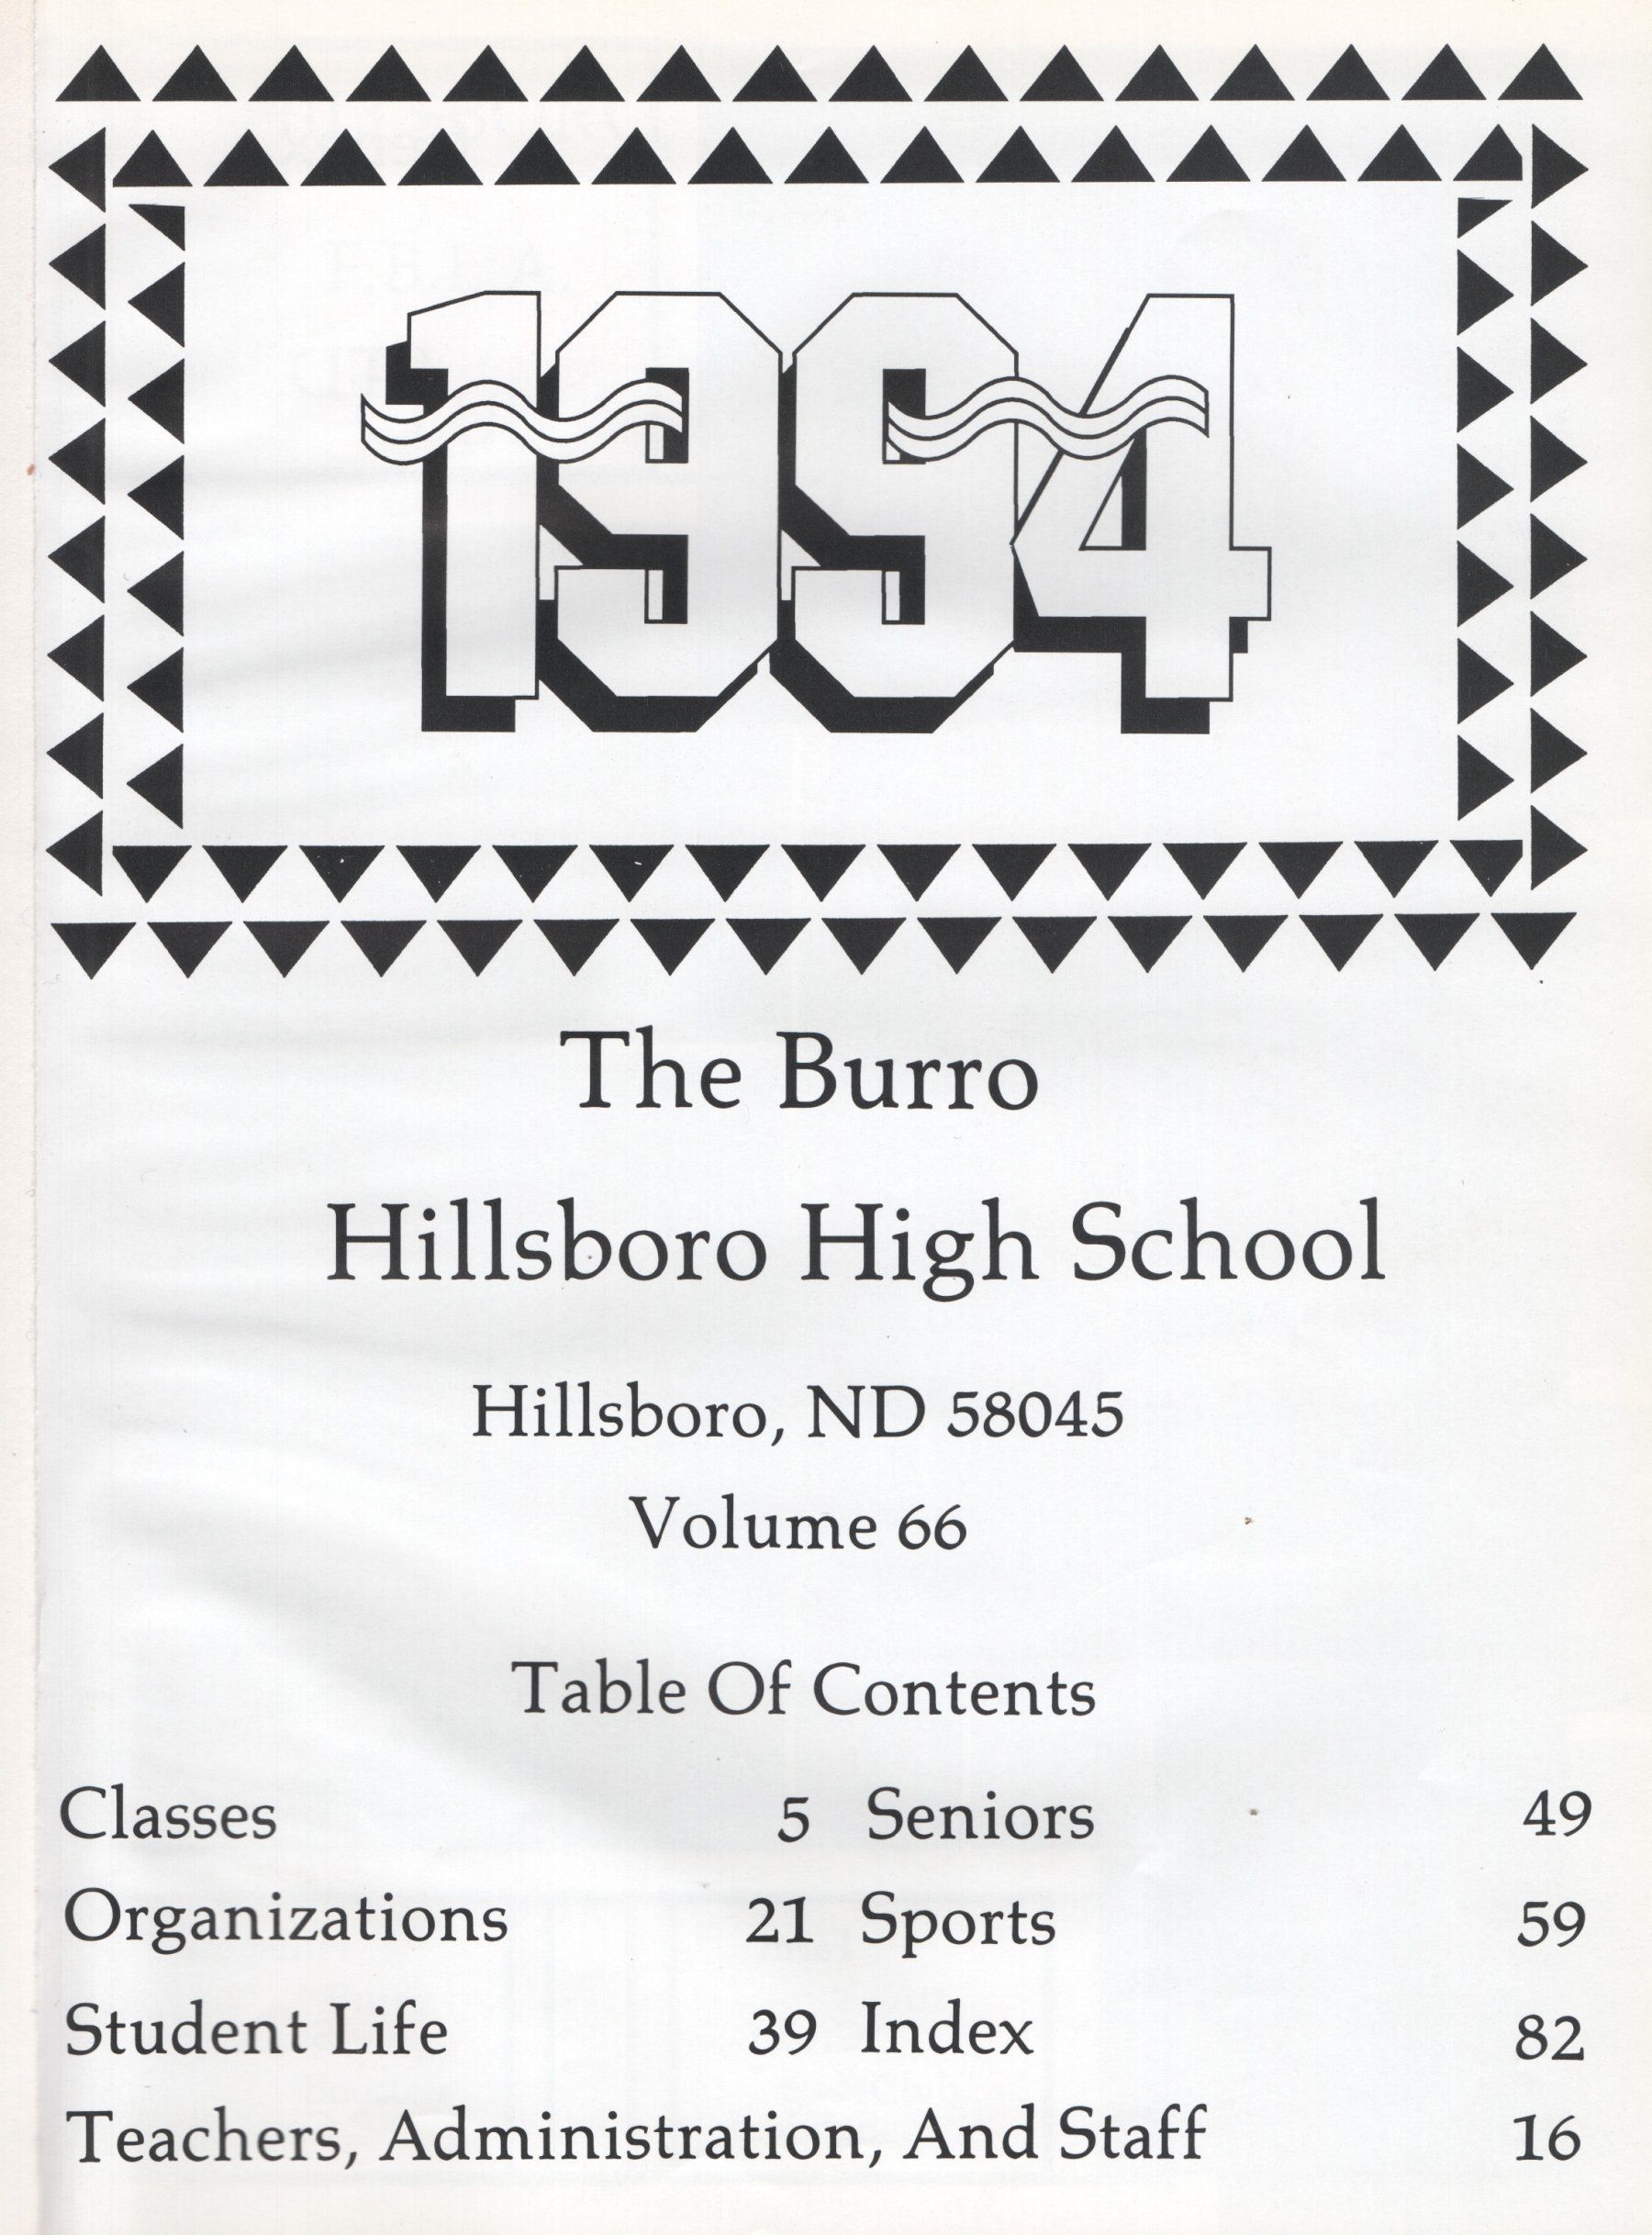 1994
The Burro
Hillsboro High School
Hillsboro, ND 58045
Volume 66
Table Of Contents
Classes 5 Seniors 49
Organizations 21 Sports 59
Student Life 39 Index 82
Teachers, Administration, And Staff 16